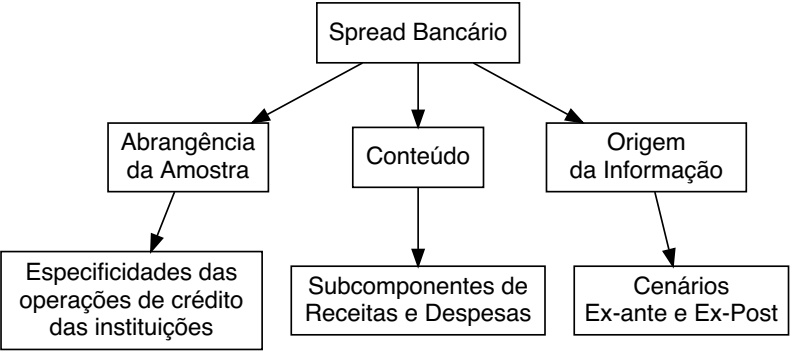 Spread Bancário
Abrangência
da Amostra
Conteúdo
Origem
da Informação
Especificidades das
operações de crédito
das instituições
Subcomponentes de
Receitas e Despesas
Cenários
Ex-ante e Ex-Post